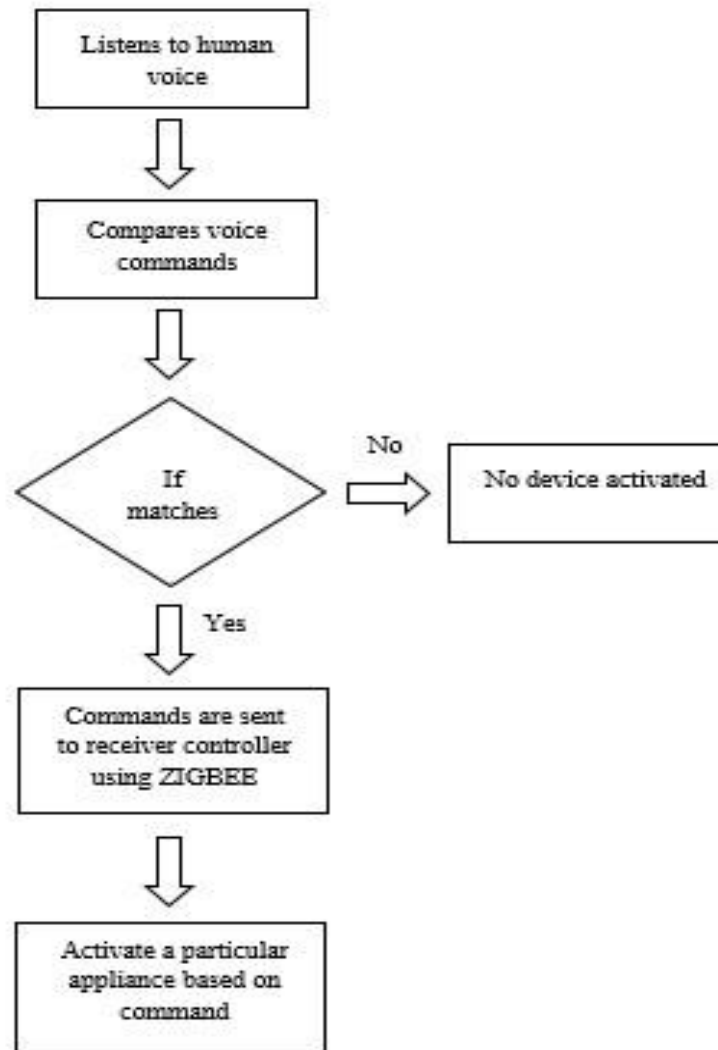 Listens to human
voice
Compares voice
commands
If
matches
No
No device activated
Yes
Commands are sent
to receiver controller
using ZIGBEE
Activate a particular
appliance based on
command